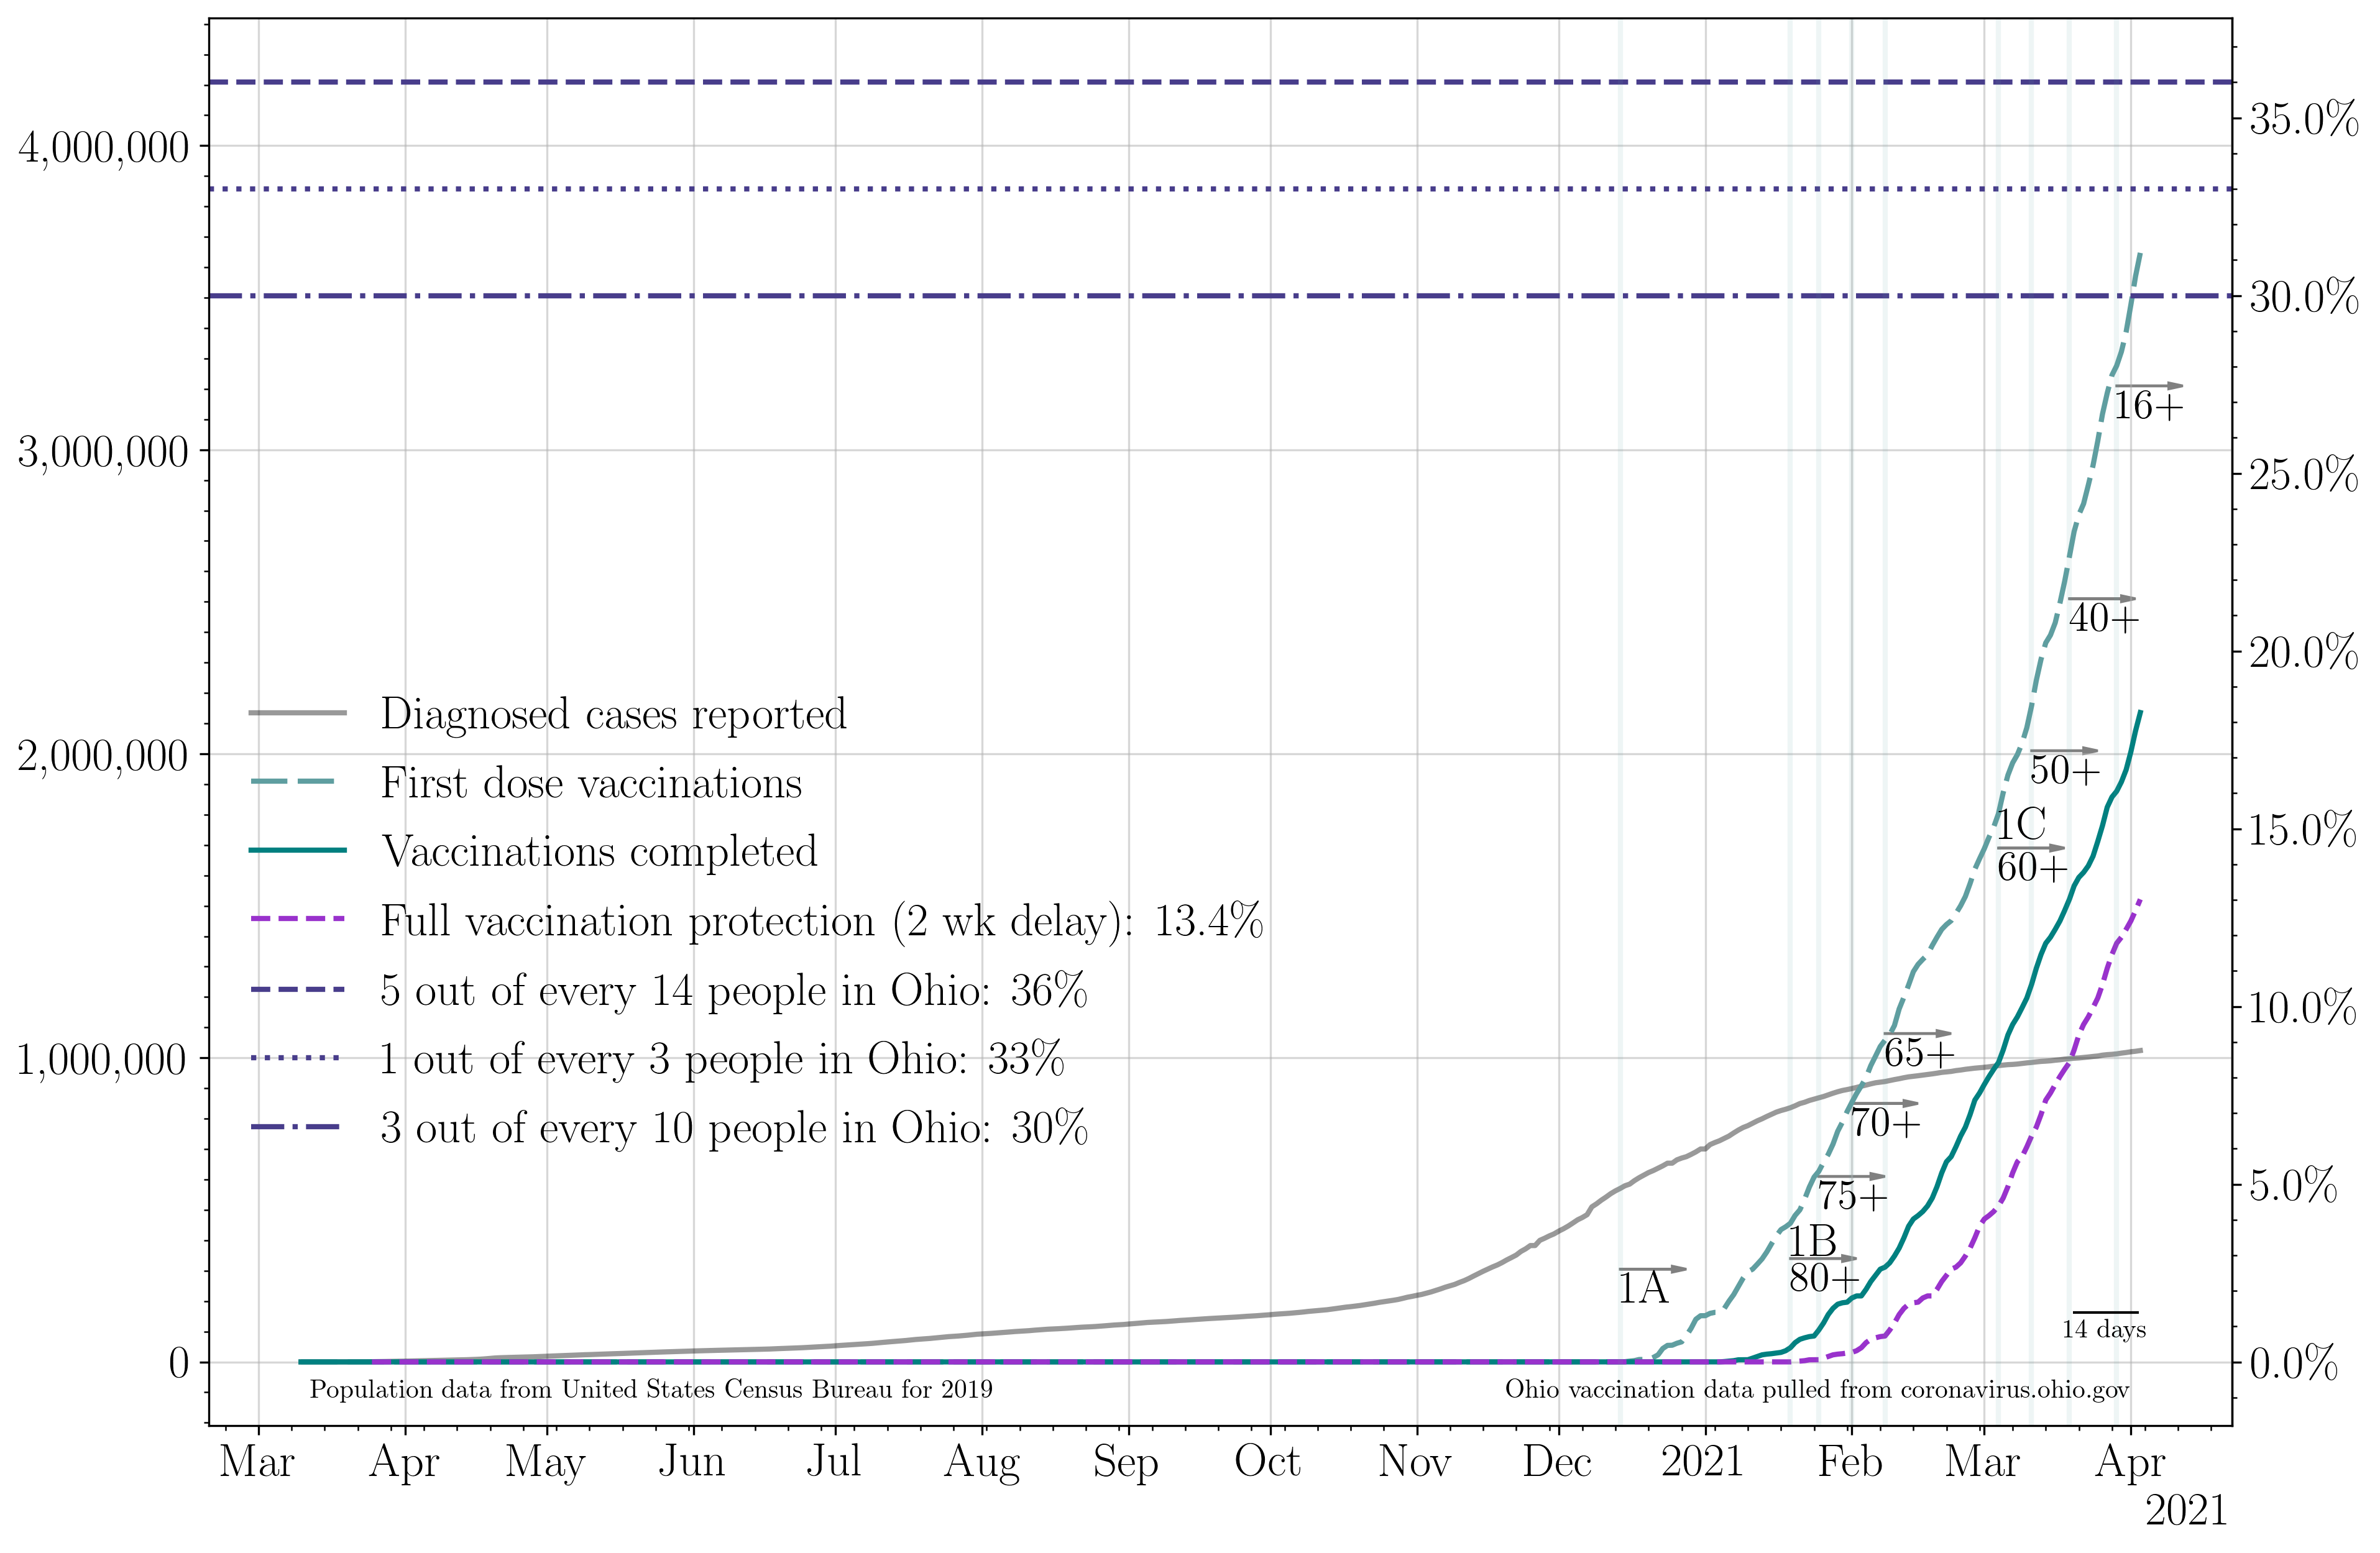 4,000,000
3,000,000
2,000,000
1,000,000
0
35.0%
30.0%
25.0%
20.0%
15.0%
10.0%
5.0%
0.0%
16+
40+
50+
1C
60+
65+
70+
75+
1B
80+
1A
14 days
Diagnosed cases reported
First dose vaccinations
Vaccinations completed
Full vaccination protection (2 wk delay): 13.4%
5 out of every 14 people in Ohio: 36%
1 out of every 3 people in Ohio: 33%
3 out of every 10 people in Ohio: 30%
Population data from United States Census Bureau for 2019
Ohio vaccination data pulled from coronavirus.ohio.gov
Mar Apr May Jun Jul Aug Sep Oct Nov Dec 2021 Feb Mar Apr
2021